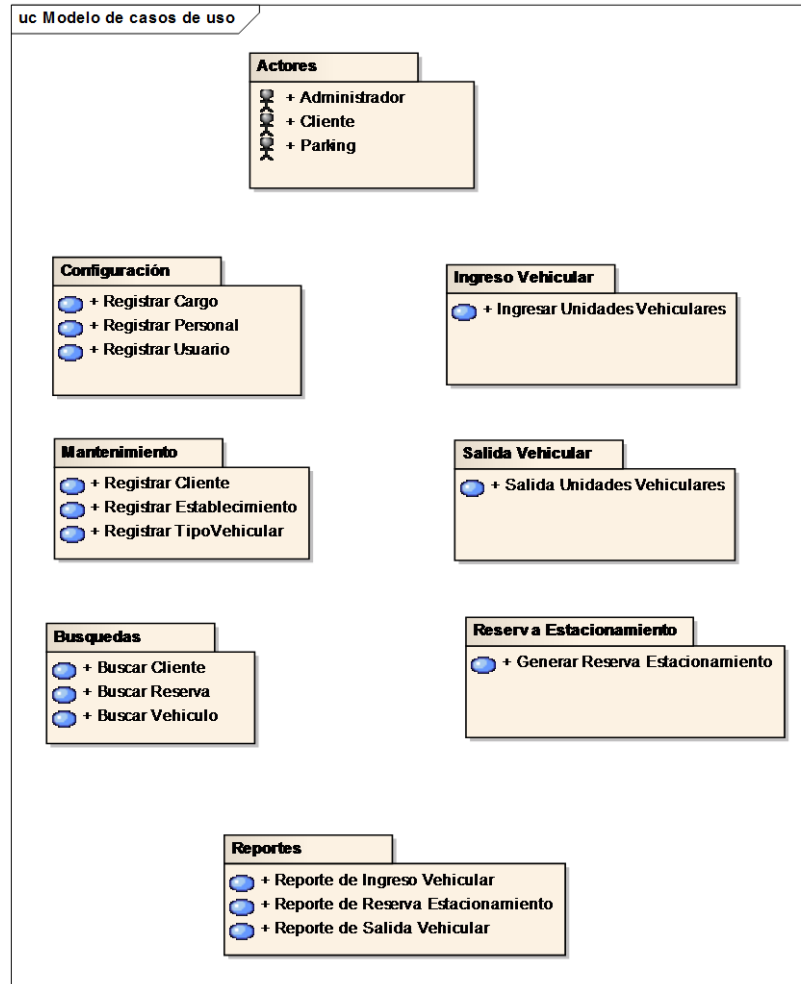 uc Modelo de casos de uso
Actores
+ Administrador
+ Cliente
+ Parking
Configuración
+ Registrar Cargo
+ Registrar Personal
+ Registrar Usuario
Ingreso Vehicular
+ Ingresar Unidades Vehiculares
Mantenimiento
+ Registrar Cliente
+ Registrar Establecimiento
+ Registrar TipoVehicular
Salida Vehicular
+ Salida Unidades Vehiculares
Busquedas
+ Buscar Cliente
+ Buscar Reserva
+ Buscar Vehiculo
Reserva Estacionamiento
+ Generar Reserva Estacionamiento
Reportes
+ Reporte de Ingreso Vehicular
+ Reporte de Reserva Estacionamiento
+ Reporte de Salida Vehicular